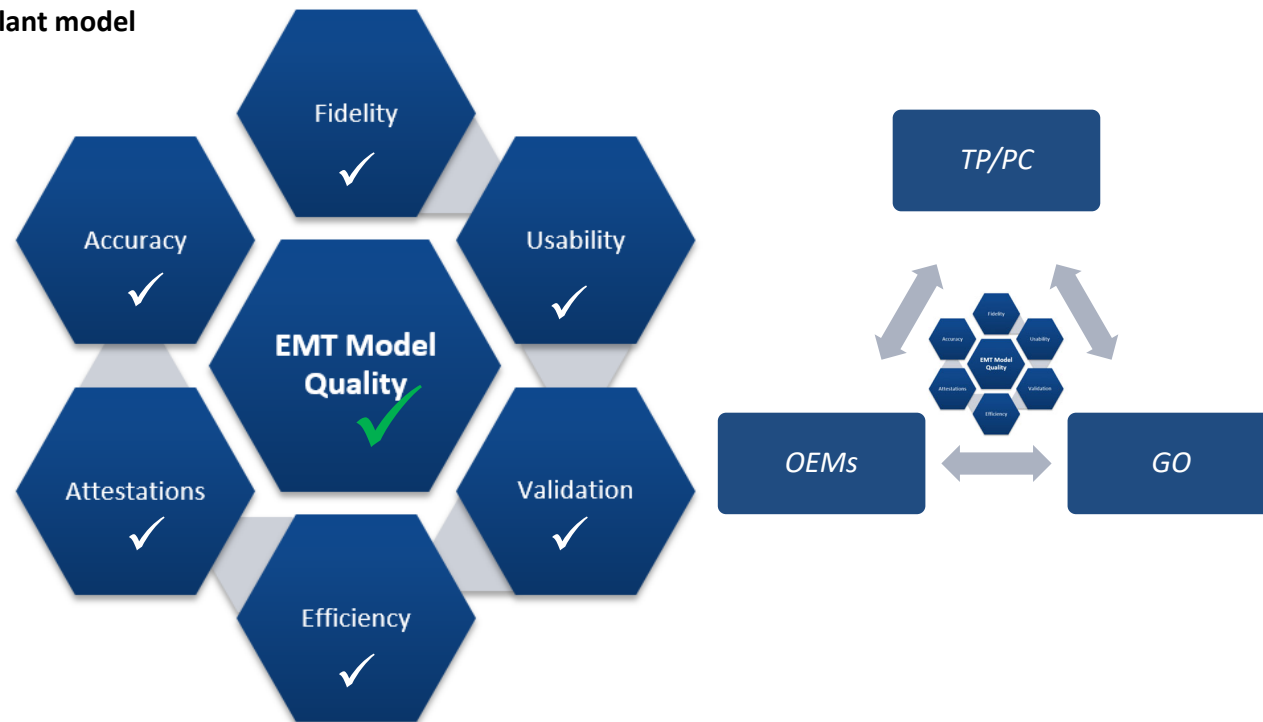 lant model
Fidelity
Accuracy
Usability
EMT Model
Quality
Attestations
Validation
Efficiency
TP/PC
Fidelity
Accuracy
Usability
EMT Model
Quality
Attestations
Validation
Efficiency
OEMs
GO